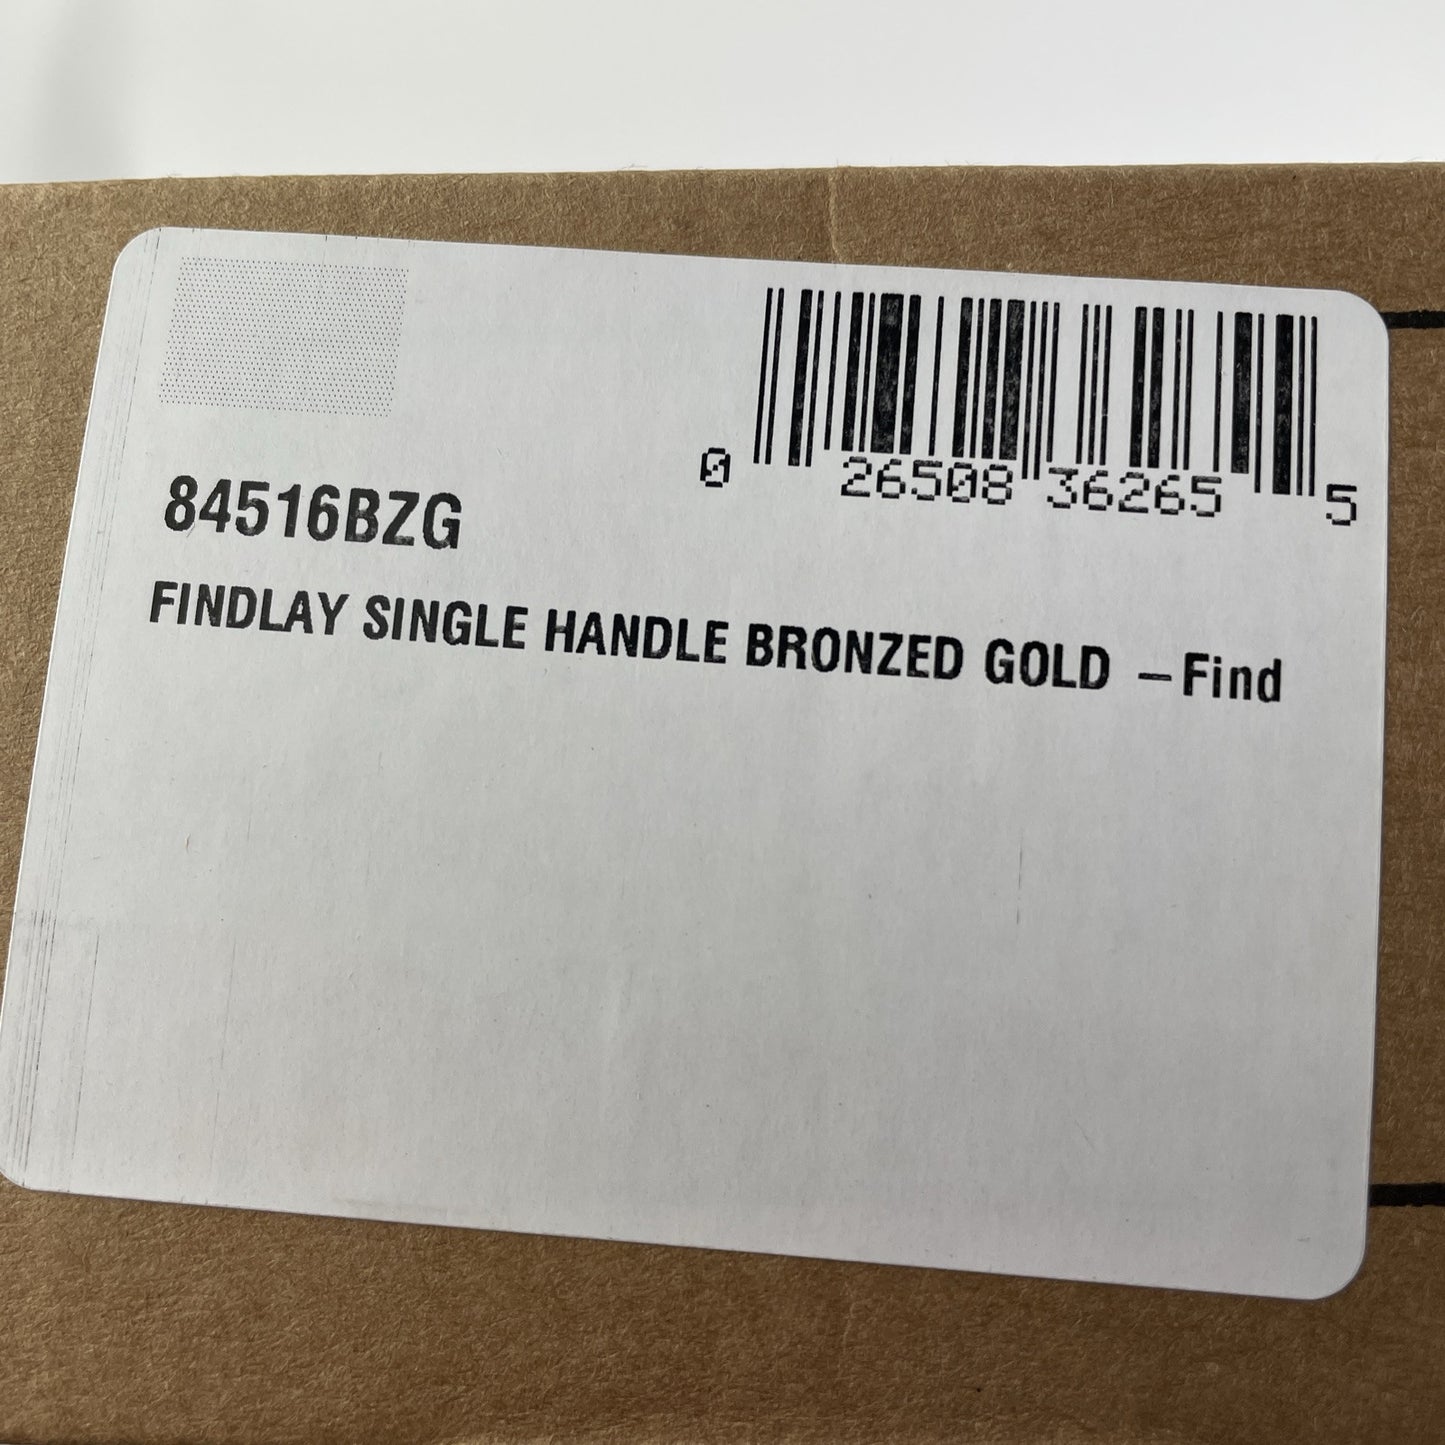 0 26508 36265 5
84516BZG
FINDLAY SINGLE HANDLE BRONZED GOLD –Find